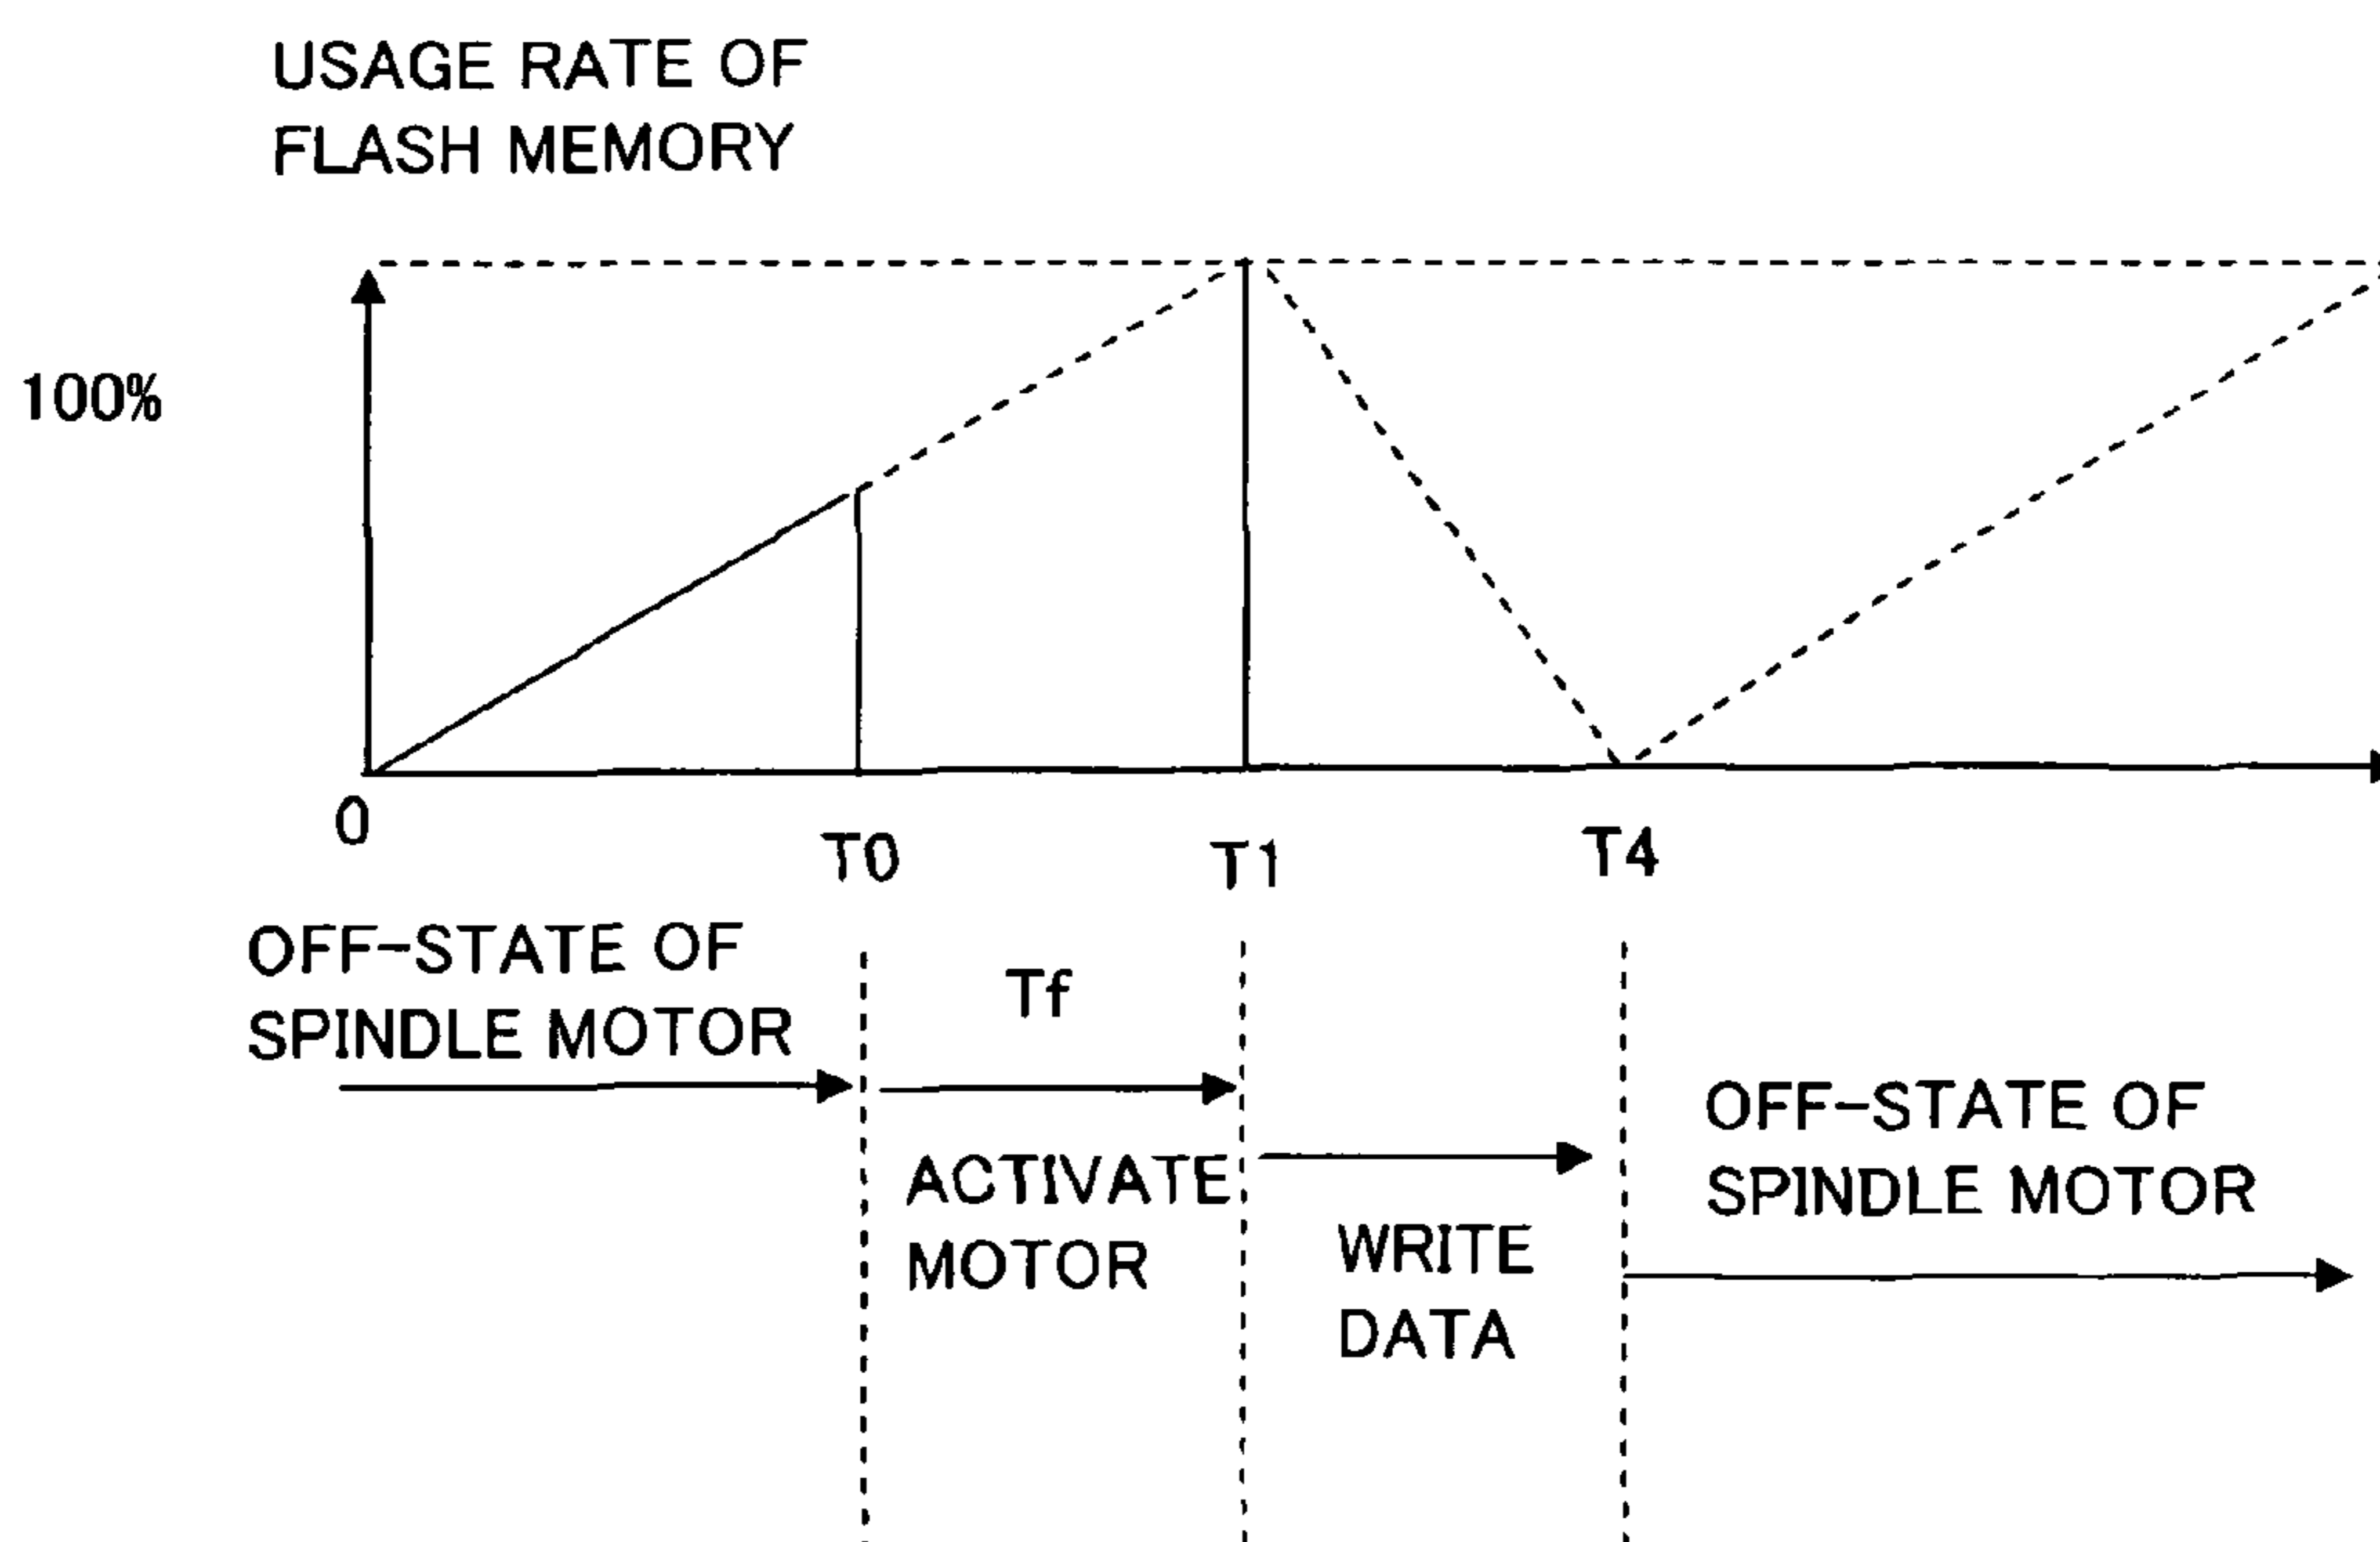 USAGE RATE OF
FLASH MEMORY
100%
0
T0
T1
T4
OFF-STATE OF
SPINDLE MOTOR
Tf
ACTIVATE
MOTOR
WRITE
DATA
OFF-STATE OF
SPINDLE MOTOR